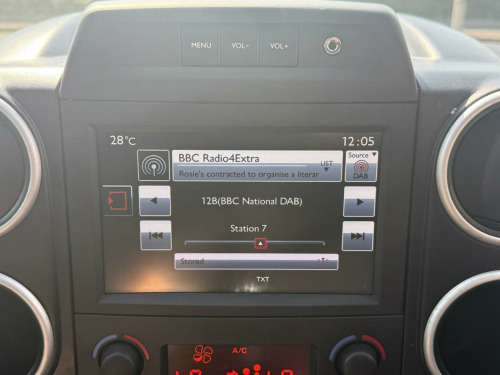 MENU VOL- VOL+
28°C 12:05
BBC Radio4Extra LIST Source
Rosie's contracted to organise a literar DAB
12B(BBC National DAB)
Station 7
Stored
TXT
A/C